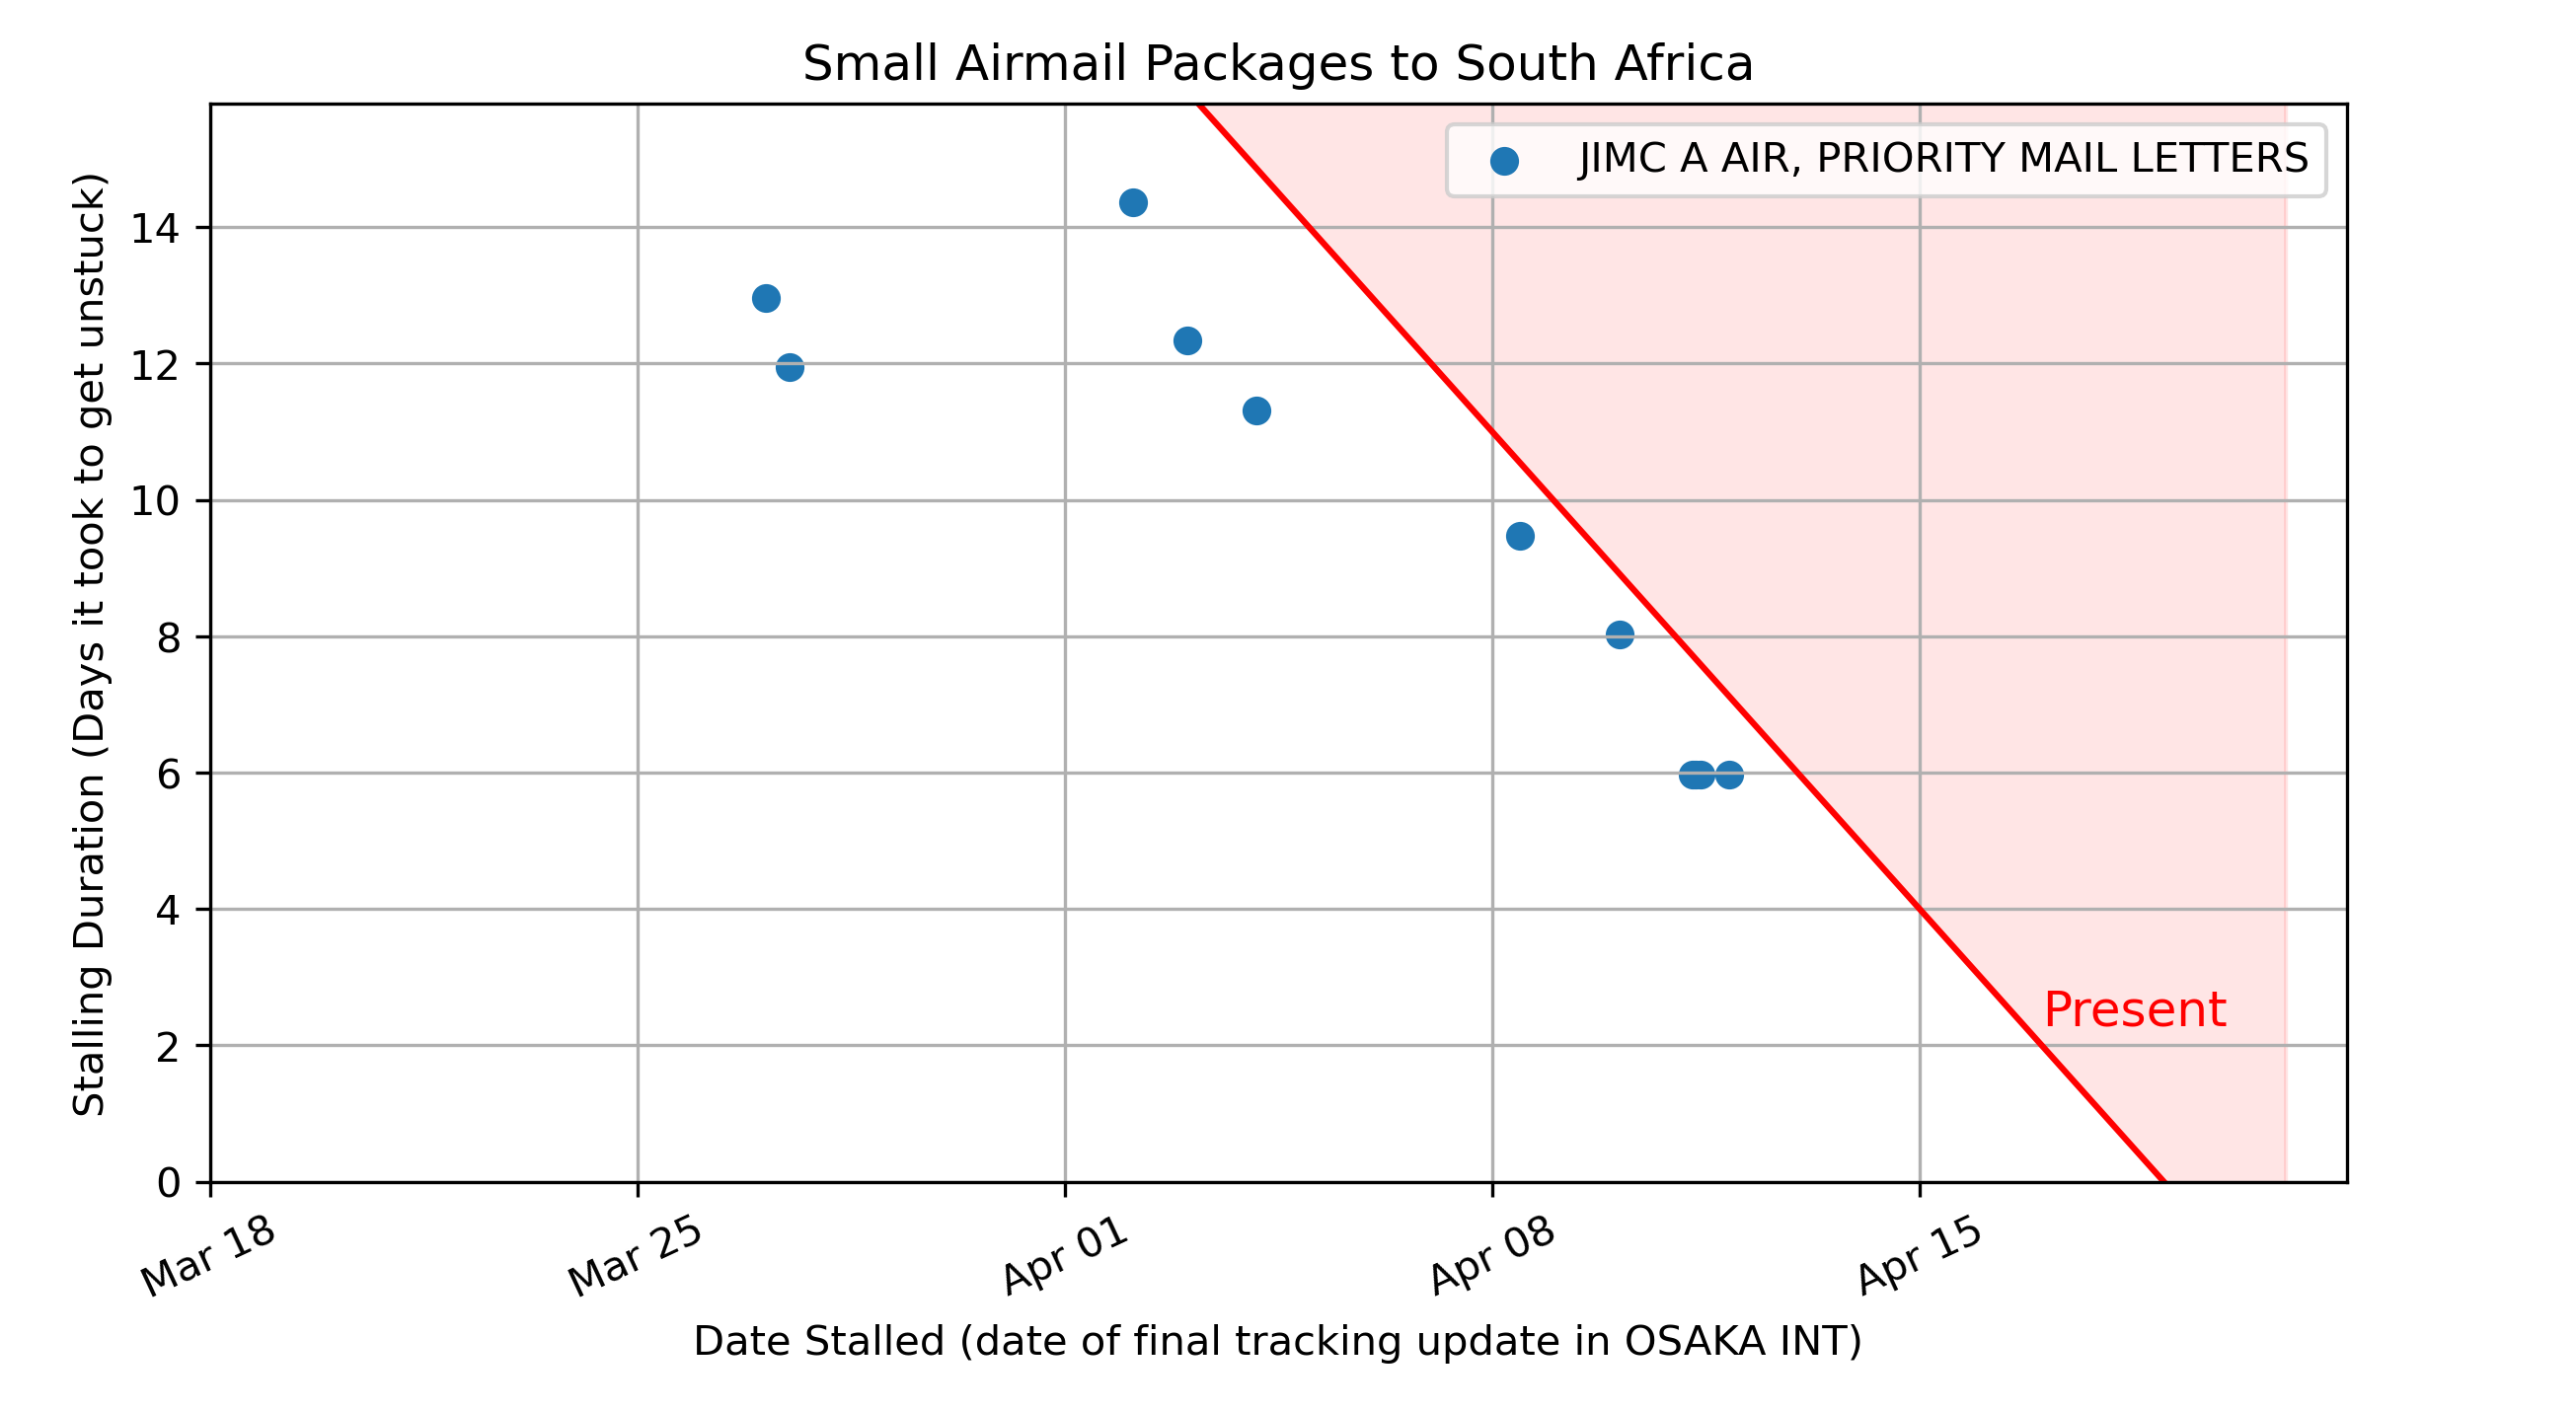 Small Airmail Packages to South Africa
JIMC A AIR, PRIORITY MAIL LETTERS
Stalling Duration (Days it took to get unstuck)
14
12
10
8
6
4
2
0
Present
Mar 18
Mar 25
Apr 01
Apr 08
Apr 15
Date Stalled (date of final tracking update in OSAKA INT)